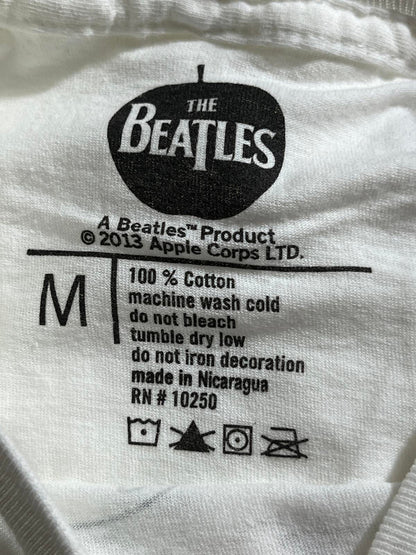 THE
BEATLES
A Beatles™ Product
© 2013 Apple Corps LTD.
M
100 % Cotton
machine wash cold
do not bleach
tumble dry low
do not iron decoration
made in Nicaragua
RN # 10250